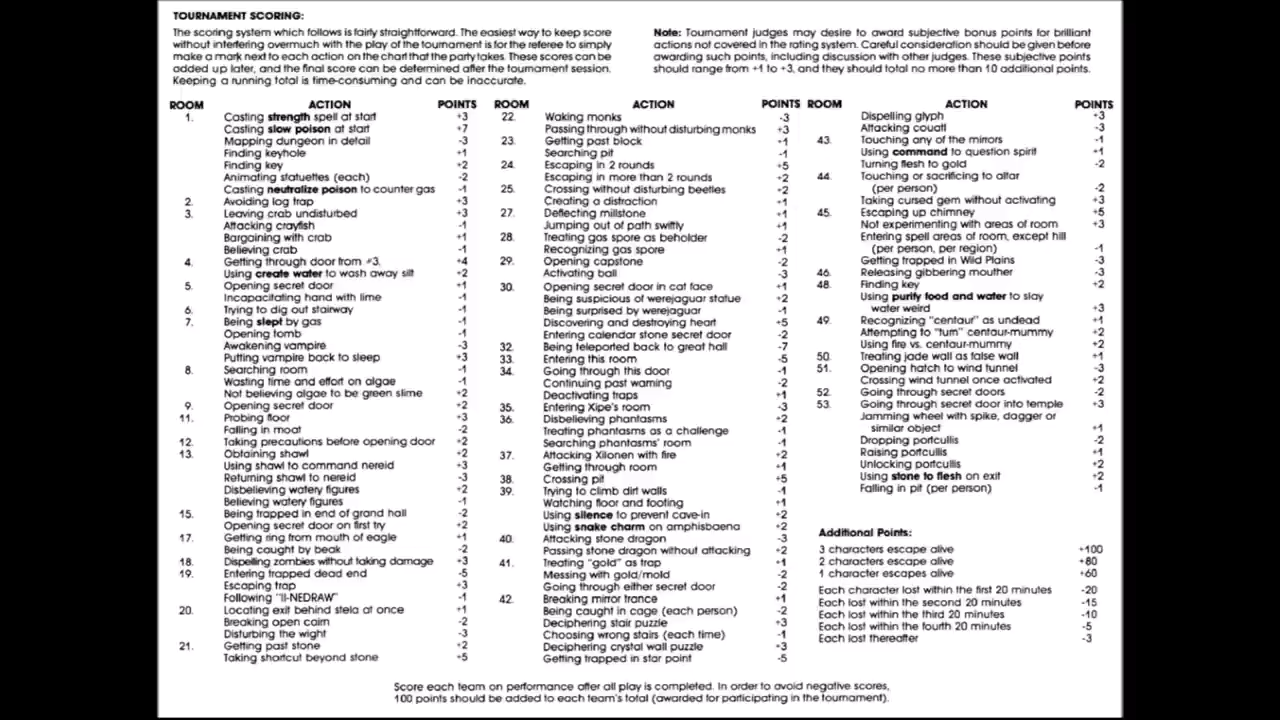 TOURNAMENT SCORING:
The scoring system which follows is fairly straightforward. The easiest way to keep score
without interfering overmuch with the play of the tournament is for the referee to simply
make a mark next to each action on the chart that the party takes. These scores can be
added up later, and the final score can be determined after the tournament session.
Keeping a running total is time-consuming and can be inaccurate.
Note: Tournament judges may desire to award subjective bonus points for brilliant
actions not covered in the rating system. Careful consideration should be given before
awarding such points, including discussion with other judges. These subjective points
should range from +1 to +3, and they should total no more than 10 additional points.
ROOM ACTION POINTS
1. Casting strength spell at start +3
Casting slow poison at start +7
Mapping dungeon in detail -3
Finding keyhole +1
Finding key +2
Animating statuettes (each) -2
Casting neutralize poison to counter gas -1
2. Avoiding log trap +3
3. Leaving crab undisturbed +3
Attacking crayfish -1
Bargaining with crab +1
Believing crab -1
4. Getting through door from #3. +4
Using create water to wash away silt +2
5. Opening secret door +1
Incapacitating hand with lime -1
6. Trying to dig out stairway -1
7. Being slept by gas -1
Opening tomb -1
Awakening vampire -3
Putting vampire back to sleep +3
8. Searching room -1
Wasting time and effort on algae -1
Not believing algae to be green slime +2
9. Opening secret door +2
11. Probing floor +3
Falling in moat -2
12. Taking precautions before opening door +2
13. Obtaining shawl +2
Using shawl to command nereid +3
Returning shawl to nereid -3
Disbelieving watery figures +2
Believing watery figures -1
15. Being trapped in end of grand hall -2
Opening secret door on first try +2
17. Getting ring from mouth of eagle +1
Being caught by beak -2
18. Dispelling zombies without taking damage +3
19. Entering trapped dead end -5
Escaping trap +3
Following "II-NEDRAW" -1
20. Locating exit behind stela at once +1
Breaking open cairn -2
Disturbing the wight -3
21. Getting past stone +2
Taking shortcut beyond stone +5
ROOM ACTION POINTS
22. Waking monks -3
Passing through without disturbing monks +3
23. Getting past block +1
Searching pit -1
24. Escaping in 2 rounds +5
Escaping in more than 2 rounds +2
25. Crossing without disturbing beetles +2
Creating a distraction +1
27. Deflecting millstone +1
Jumping out of path swiftly +1
28. Treating gas spore as beholder -2
Recognizing gas spore +1
29. Opening capstone -2
Activating ball -3
30. Opening secret door in cat face +1
Being suspicious of werejaguar statue +2
Being surprised by werejaguar -1
Discovering and destroying heart +5
Entering calendar stone secret door -2
32. Being teleported back to great hall -7
33. Entering this room -5
34. Going through this door -1
Continuing past warning -2
Deactivating traps +1
35. Entering Xipe's room -3
36. Disbelieving phantasms +2
Treating phantasms as a challenge -1
Searching phantasms' room -1
37. Attacking Xilonen with fire +2
Getting through room +1
38. Crossing pit +5
39. Trying to climb dirt walls -1
Watching floor and footing +1
Using silence to prevent cave-in +2
Using snake charm on amphisbaena +2
40. Attacking stone dragon -3
Passing stone dragon without attacking +2
41. Treating "gold" as trap +1
Messing with gold/mold -2
Going through either secret door -2
42. Breaking mirror trance +1
Being caught in cage (each person) -2
Deciphering stair puzzle +3
Choosing wrong stairs (each time) -1
Deciphering crystal wall puzzle +3
Getting trapped in star point -5
ROOM ACTION POINTS
Dispelling glyph +3
Attacking couatl -3
43. Touching any of the mirrors -1
Using command to question spirit +1
Turning flesh to gold -2
44. Touching or sacrificing to altar
(per person) -2
Taking cursed gem without activating +3
45. Escaping up chimney +5
Not experimenting with areas of room +3
Entering spell areas of room, except hill
(per person, per region) -1
Getting trapped in Wild Plains -3
46. Releasing gibbering mouther -3
48. Finding key +2
Using purify food and water to slay
water weird +3
49. Recognizing "centaur" as undead +1
Attempting to "turn" centaur-mummy +2
Using fire vs. centaur-mummy +2
50. Treating jade wall as false wall +1
51. Opening hatch to wind tunnel -3
Crossing wind tunnel once activated +2
52. Going through secret doors -2
53. Going through secret door into temple +3
Jamming wheel with spike, dagger or
similar object +1
Dropping portcullis -2
Raising portcullis +1
Unlocking portcullis +2
Using stone to flesh on exit +2
Falling in pit (per person) -1
Additional Points:
3 characters escape alive +100
2 characters escape alive +80
1 character escapes alive +60
Each character lost within the first 20 minutes -20
Each lost within the second 20 minutes -15
Each lost within the third 20 minutes -10
Each lost within the fourth 20 minutes -5
Each lost thereafter -3
Score each team on performance after all play is completed. In order to avoid negative scores,
100 points should be added to each team's total (awarded for participating in the tournament).